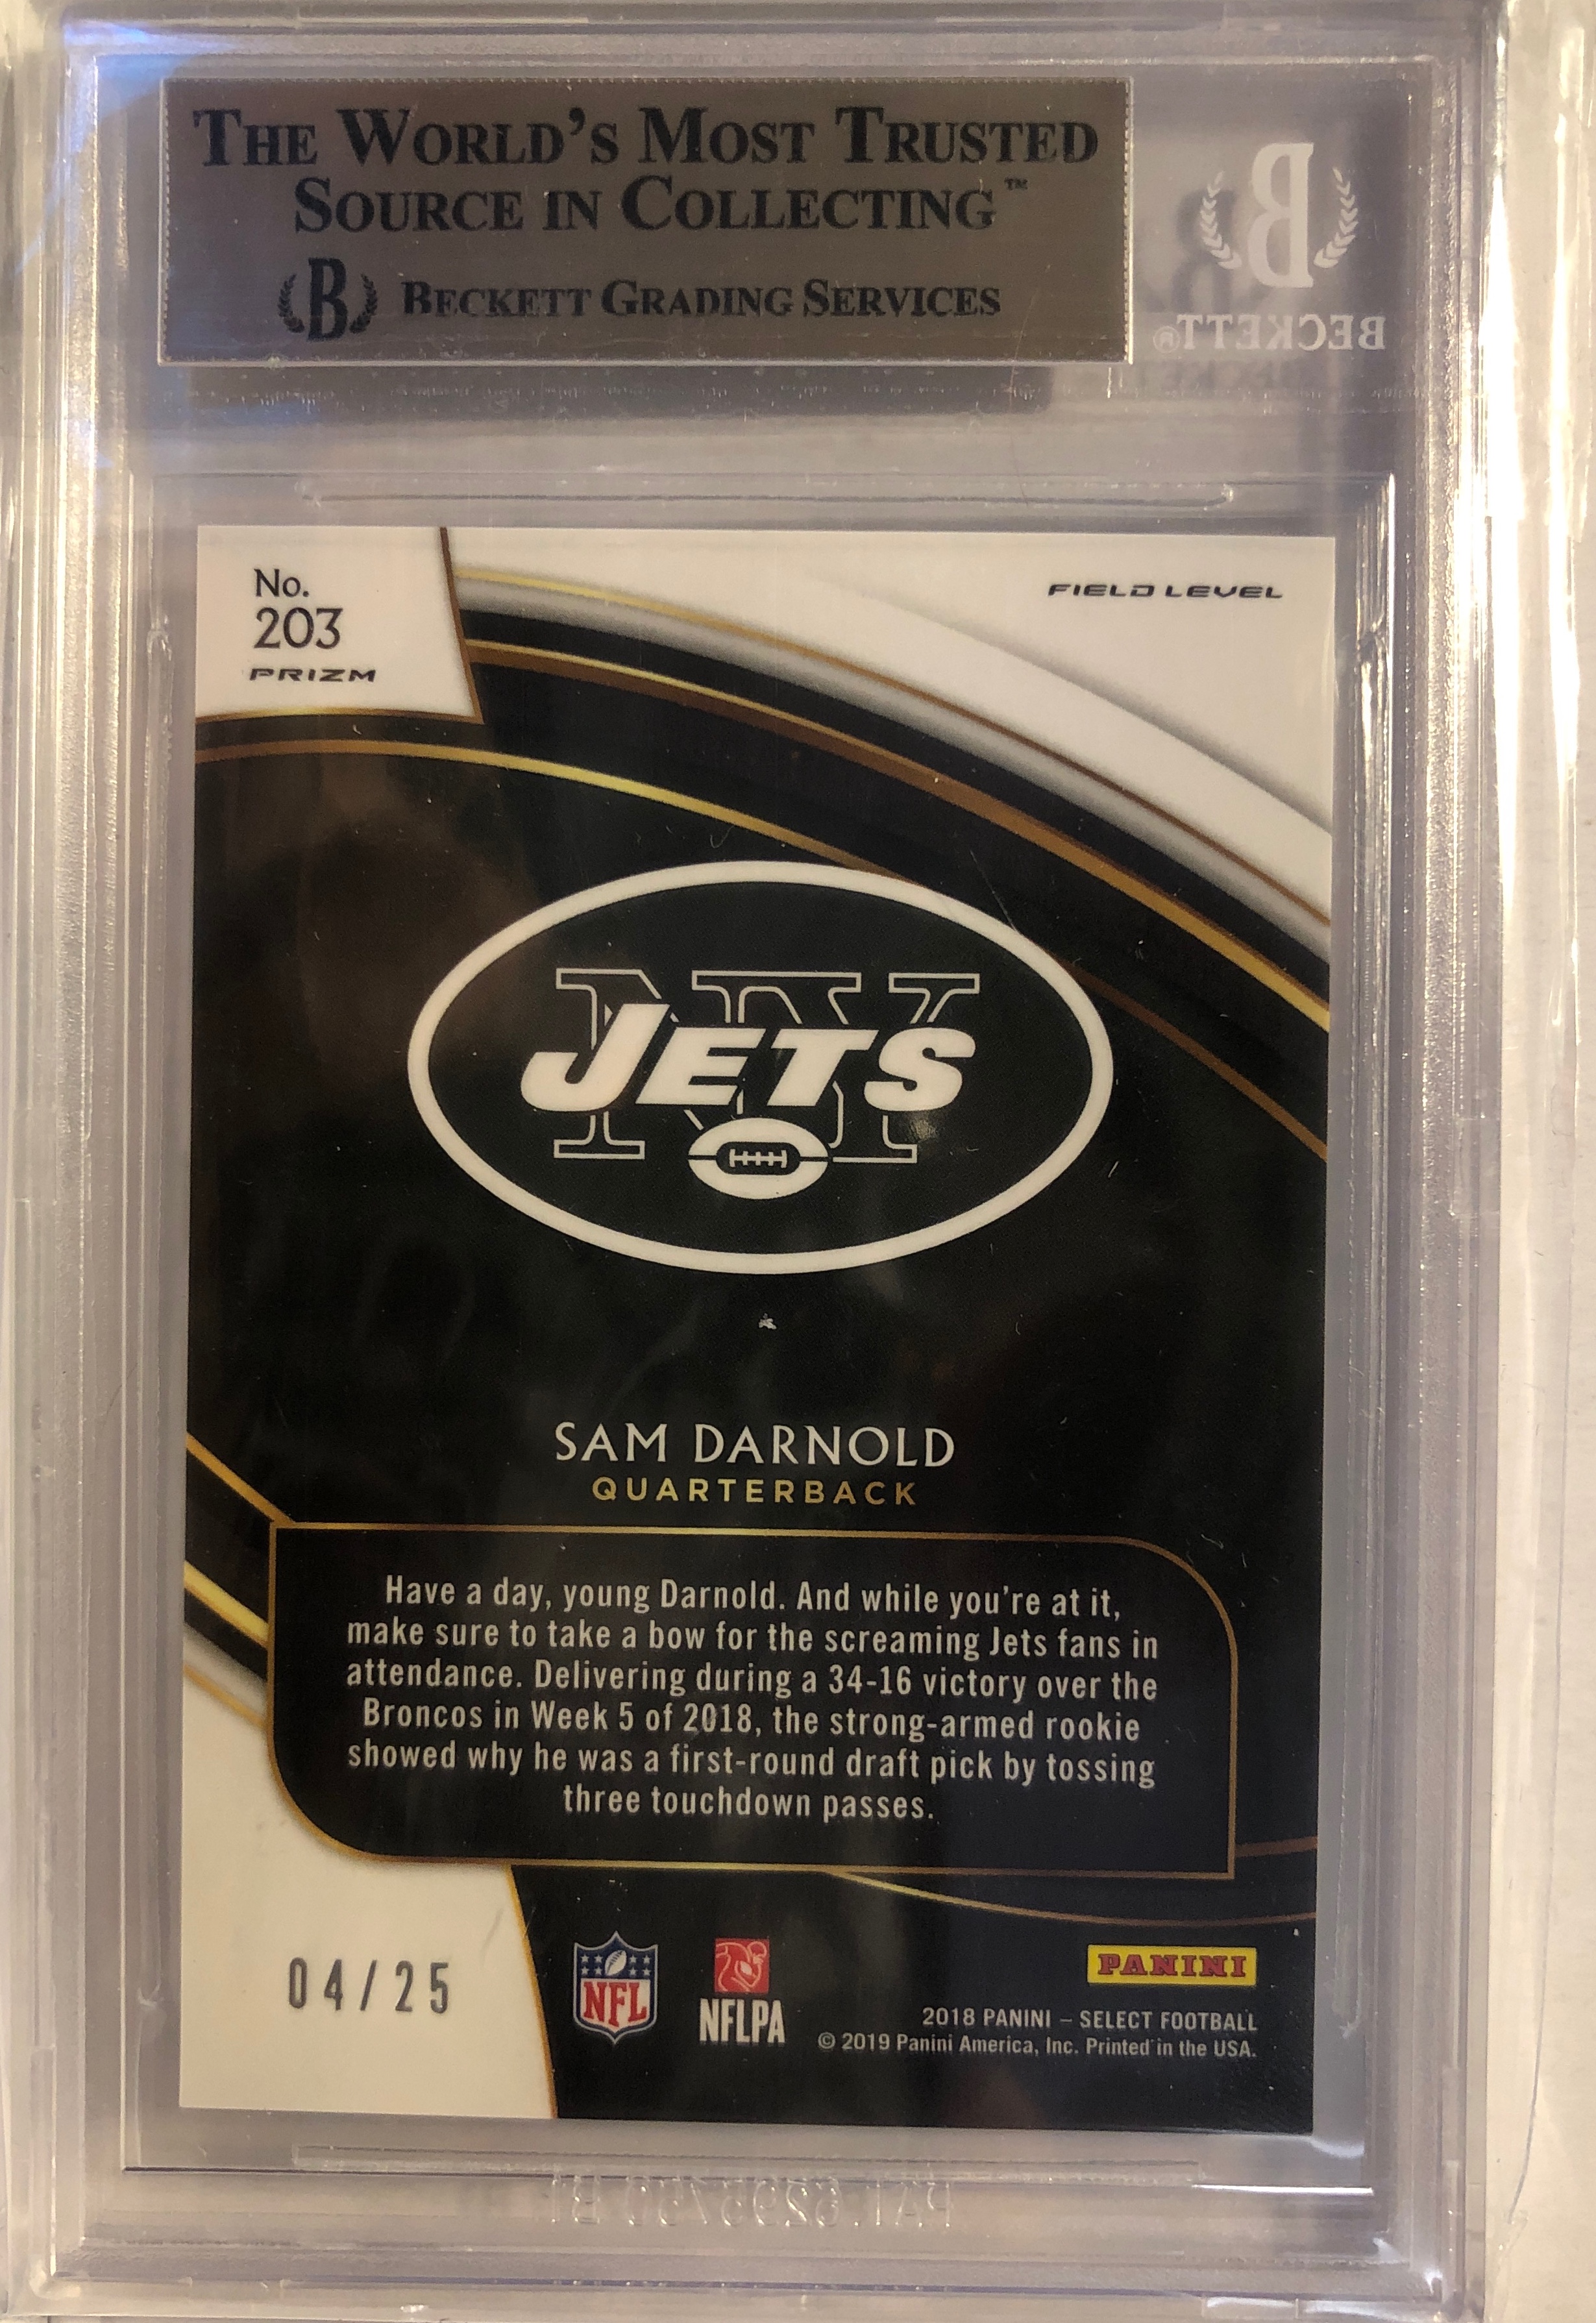 THE WORLD'S MOST TRUSTED
SOURCE IN COLLECTING™
B BECKETT GRADING SERVICES
B
BECKETT®
No.
203
PRIZM
FIELD LEVEL
NY
JETS
SAM DARNOLD
QUARTERBACK
Have a day, young Darnold. And while you're at it,
make sure to take a bow for the screaming Jets fans in
attendance. Delivering during a 34-16 victory over the
Broncos in Week 5 of 2018, the strong-armed rookie
showed why he was a first-round draft pick by tossing
three touchdown passes.
04/25
NFL
NFLPA
PANINI
2018 PANINI – SELECT FOOTBALL
© 2019 Panini America, Inc. Printed in the USA.